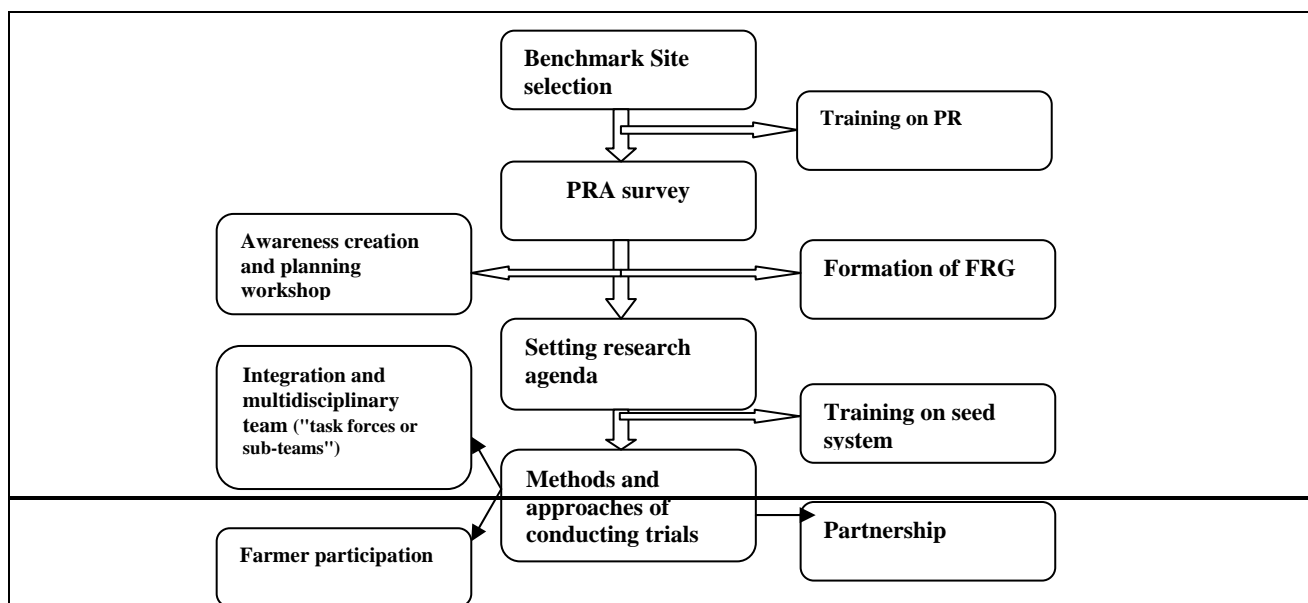 Benchmark Site
selection
Training on PR
PRA survey
Awareness creation
and planning
workshop
Formation of FRG
Setting research
agenda
Integration and
multidisciplinary
team ("task forces or
sub-teams")
Training on seed
system
Methods and
approaches of
conducting trials
Partnership
Farmer participation